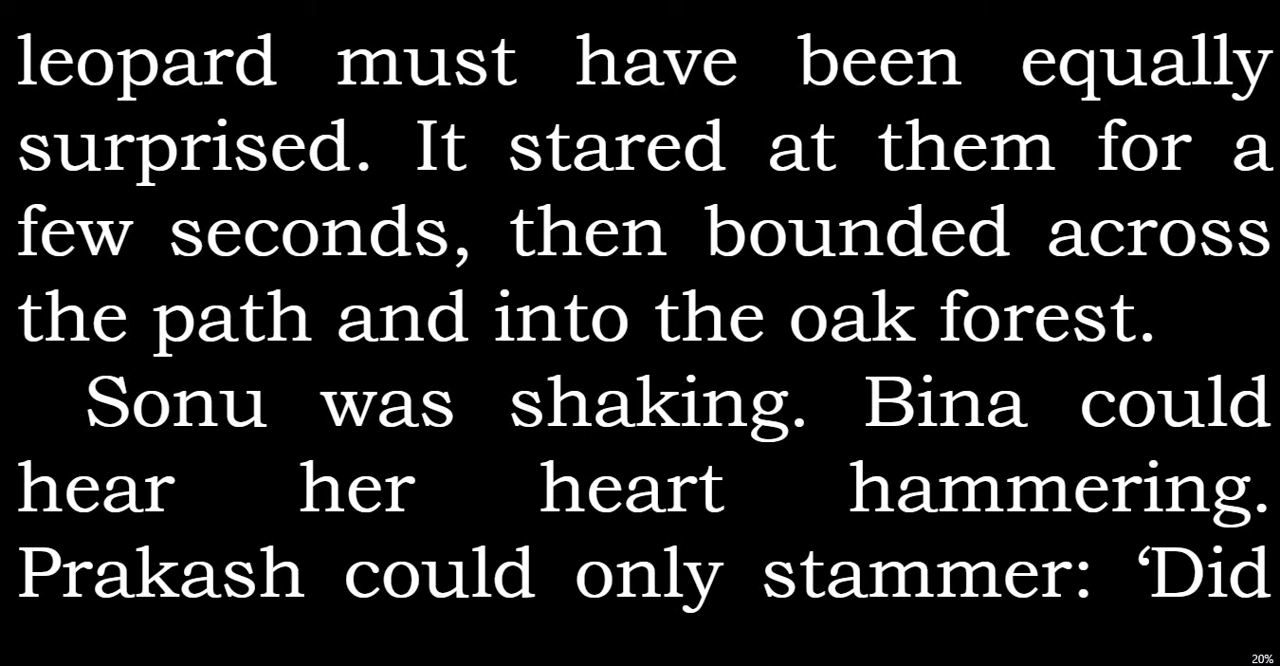 leopard must have been equally
surprised. It stared at them for a
few seconds, then bounded across
the path and into the oak forest.
Sonu was shaking. Bina could
hear her heart hammering.
Prakash could only stammer: ‘Did
20%